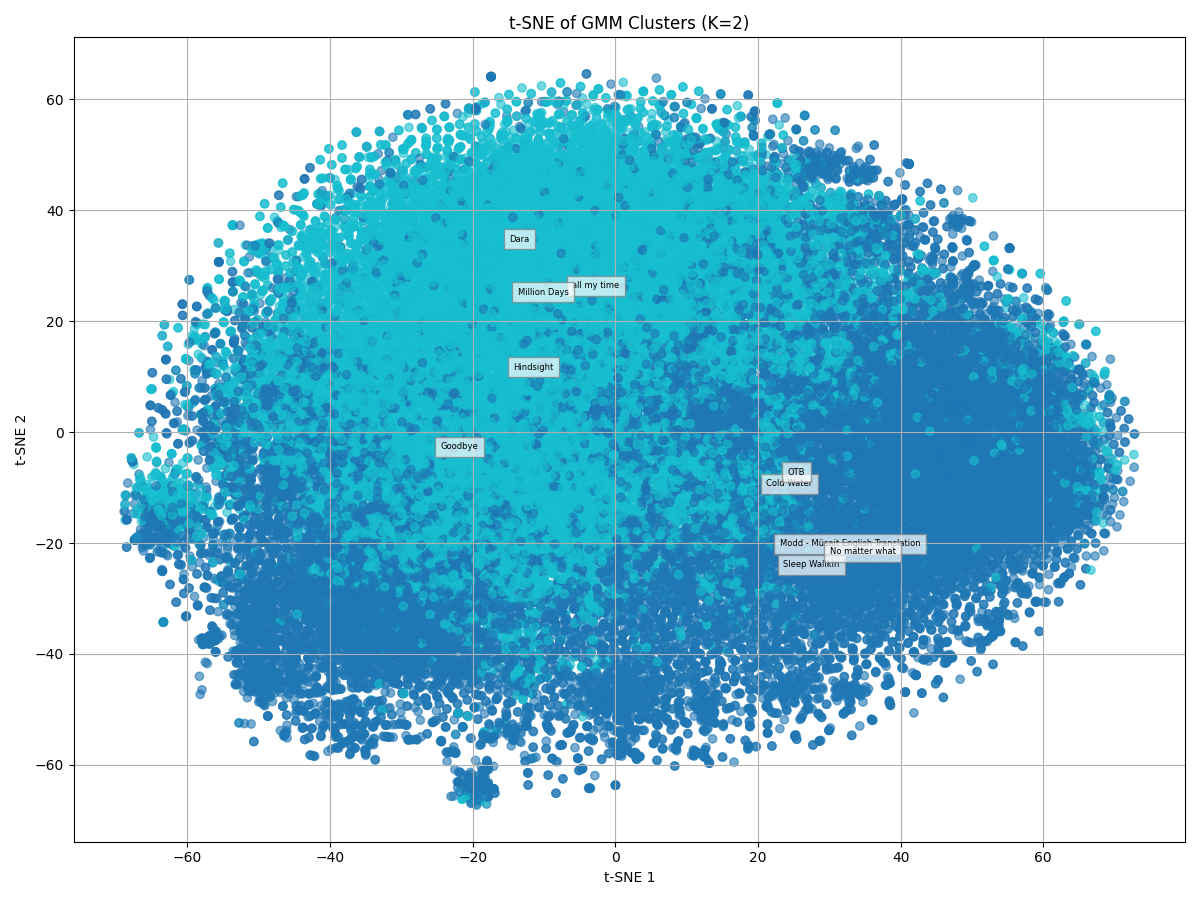 t-SNE of GMM Clusters (K=2)
t-SNE 2
60
40
20
0
−20
−40
−60
Dara
all my time
Million Days
Hindsight
Goodbye
OTB
Cold Water
Modd - Müsait English Translation
No matter what
Sleep Walkin
−60
−40
−20
0
20
40
60
t-SNE 1